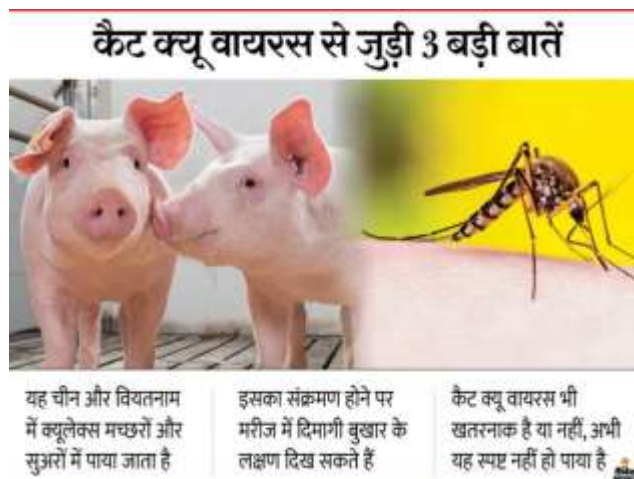 कैट क्यू वायरस से जुड़ी 3 बड़ी बातें
यह चीन और वियतनाम
में क्यूलेक्स मच्छरों और
सुअरों में पाया जाता है
इसका संक्रमण होने पर
मरीज में दिमागी बुखार के
लक्षण दिख सकते हैं
कैट क्यू वायरस भी
खतरनाक है या नहीं, अभी
यह स्पष्ट नहीं हो पाया है